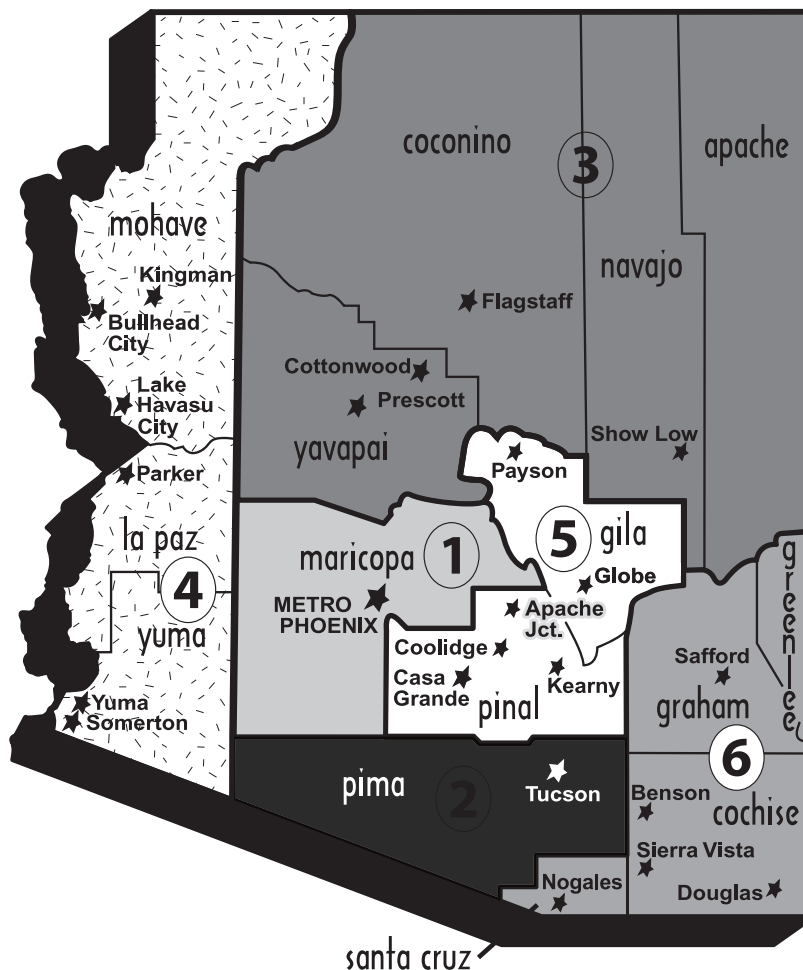 coconino
3
apache
mohave
navajo
Kingman
Flagstaff
Bullhead
City
Cottonwood
Prescott
Lake
Havasu
City
Show Low
yavapai
Payson
Parker
la paz
maricopa
1
5
gila
greenlee
4
Globe
METRO
PHOENIX
Apache
Jct.
yuma
Coolidge
Safford
Casa
Grande
Kearny
graham
Yuma
Somerton
pinal
6
pima
2
Tucson
Benson
cochise
Sierra Vista
Nogales
Douglas
santa cruz